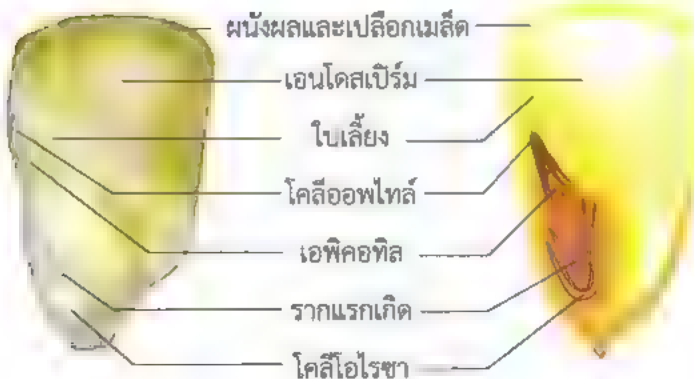 ผนังผลและเปลือกเมล็ด
เอนโดสเปิร์ม
ใบเลี้ยง
โคลีออพไทล์
เอพิคอทิล
รากแรกเกิด
โคลีโอไรซา